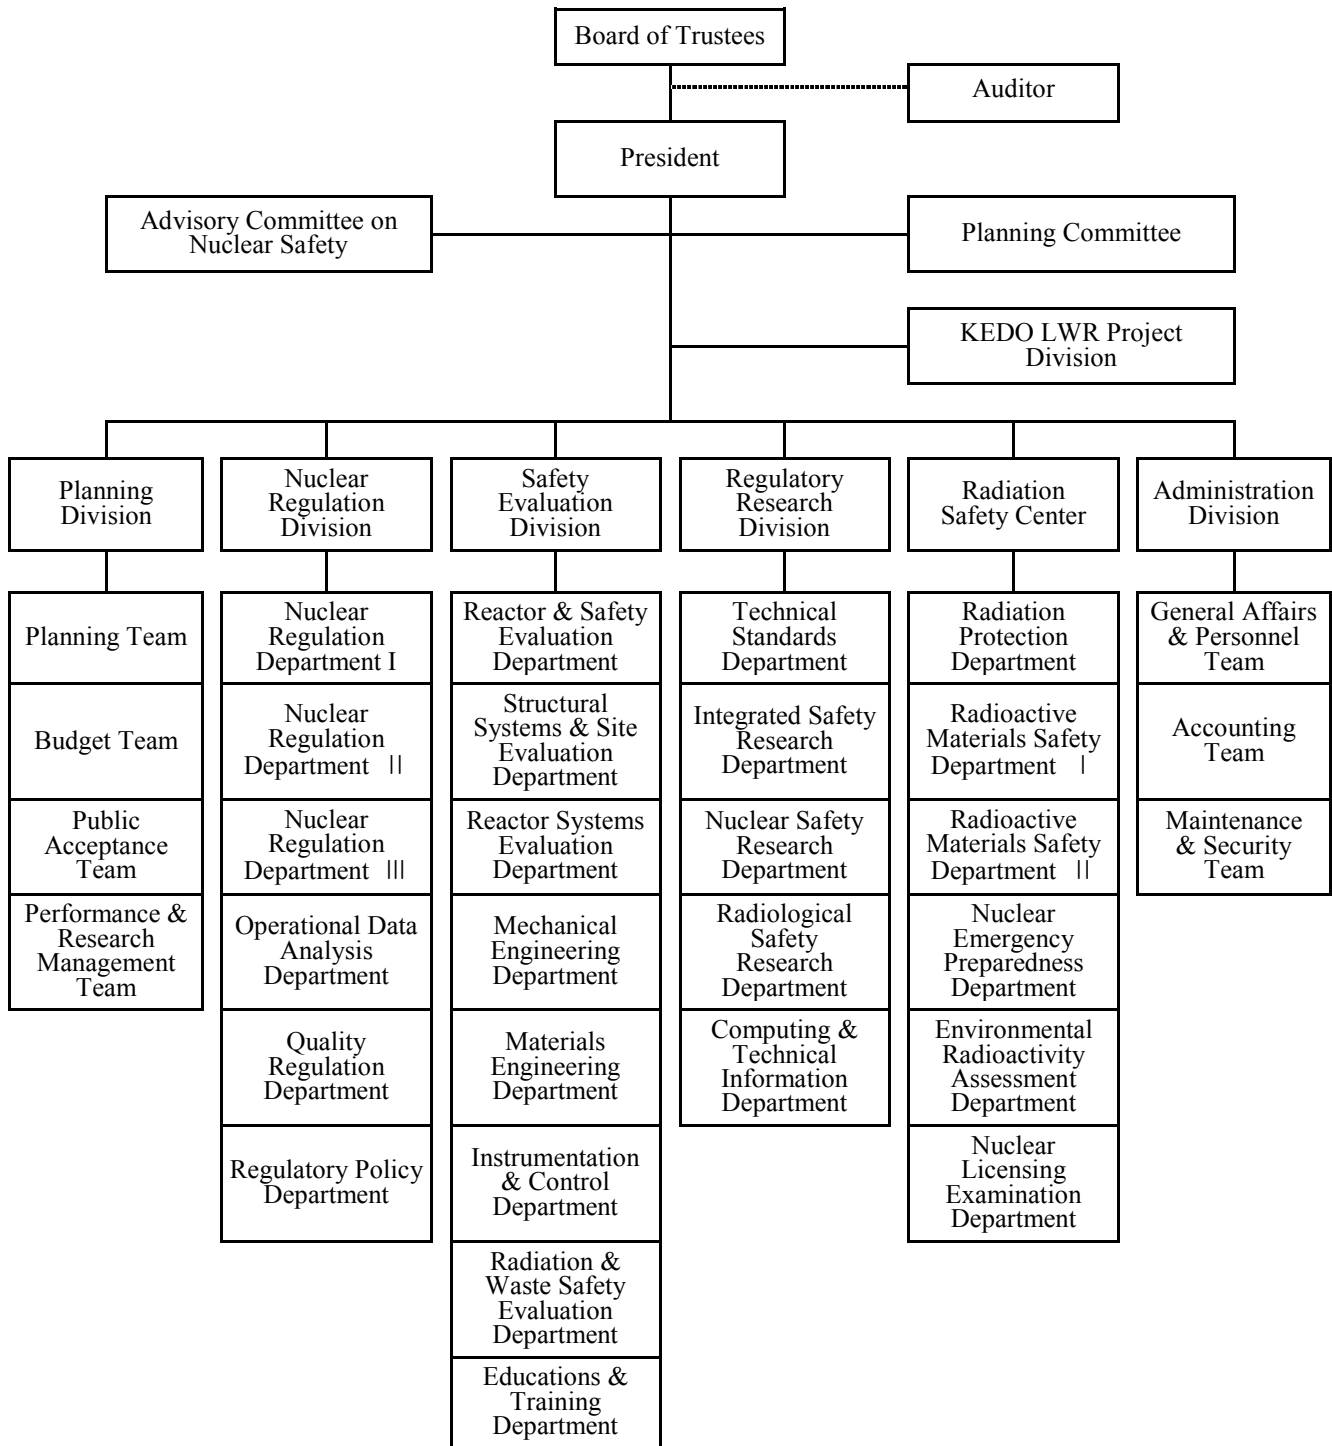 Board of Trustees
Auditor
President
Advisory Committee on
Nuclear Safety
Planning Committee
KEDO LWR Project
Division
Planning
Division
Nuclear
Regulation
Division
Safety
Evaluation
Division
Regulatory
Research
Division
Radiation
Safety Center
Administration
Division
Planning Team
Budget Team
Public
Acceptance
Team
Performance &
Research
Management
Team
Nuclear
Regulation
Department I
Nuclear
Regulation
Department II
Nuclear
Regulation
Department III
Operational Data
Analysis
Department
Quality
Regulation
Department
Regulatory Policy
Department
Reactor & Safety
Evaluation
Department
Structural
Systems & Site
Evaluation
Department
Reactor Systems
Evaluation
Department
Mechanical
Engineering
Department
Materials
Engineering
Department
Instrumentation
& Control
Department
Radiation &
Waste Safety
Evaluation
Department
Educations &
Training
Department
Technical
Standards
Department
Integrated Safety
Research
Department
Nuclear Safety
Research
Department
Radiological
Safety
Research
Department
Computing &
Technical
Information
Department
Radiation
Protection
Department
Radioactive
Materials Safety
Department I
Radioactive
Materials Safety
Department II
Nuclear
Emergency
Preparedness
Department
Environmental
Radioactivity
Assessment
Department
Nuclear
Licensing
Examination
Department
General Affairs
& Personnel
Team
Accounting
Team
Maintenance
& Security
Team